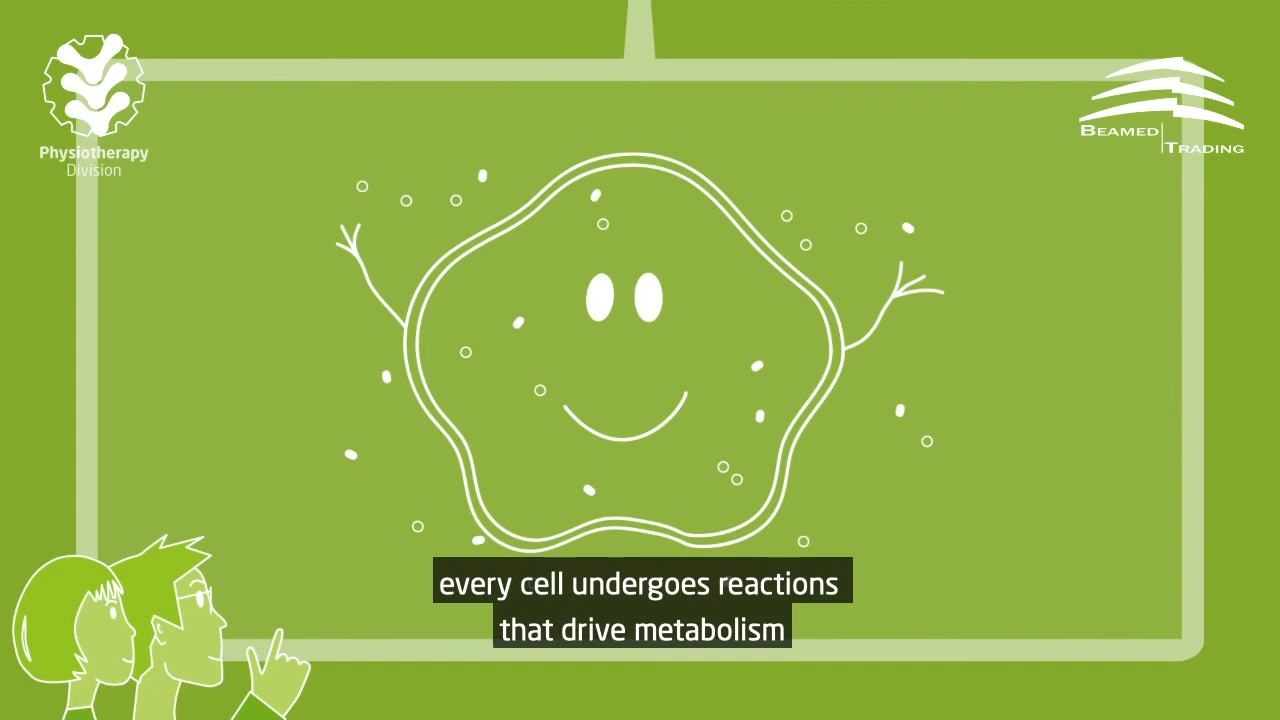 Physiotherapy
Division
BEAMED
TRADING
every cell undergoes reactions
that drive metabolism